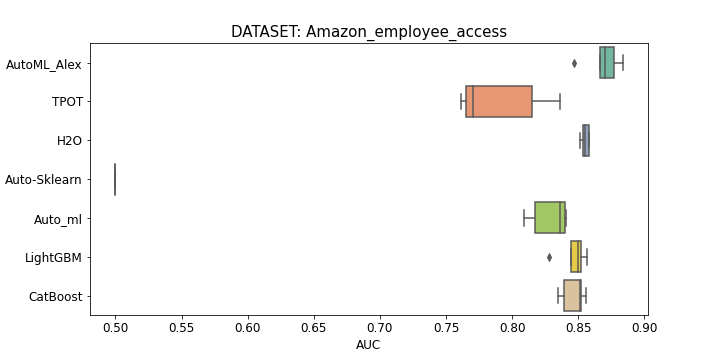 DATASET: Amazon_employee_access
AutoML_Alex
TPOT
H2O
Auto-Sklearn
Auto_ml
LightGBM
CatBoost
0.50 0.55 0.60 0.65 0.70 0.75 0.80 0.85 0.90
AUC